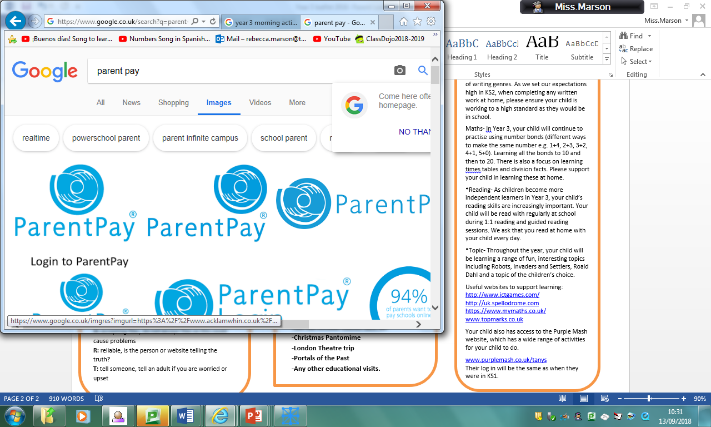 Miss.Marson
https://www.google.co.uk/search?q=parent
year 3 morning acti...
parent pay - Goo...
Miss.Marson
¡Buenos días! Song to lear...
Numbers Song in Spanish...
Mail – rebecca.marson@t...
YouTube
ClassDojo2018-2019
AaBbC
AaBbCc
AaB
AaBbCcC
Heading 1
Heading 2
Title
Subtitle
Find
Replace
Select
Styles
Editing
Google
parent pay
All
News
Shopping
Images
Videos
More
Come here ofte
homepage.
NO THAN
realtime
powerschool parent
parent infinite campus
school parent
ParentPay®
ParentPay®
ParentP
Login to ParentPay
ParentPay®
94%
of parents want to
pay schools online
https://www.google.co.uk/imgres?imgurl=https%3A%2F%2Fwww.acklamwhin.co.uk%2F...
of writing genres. As we set our expectations
high in KS2, when completing any written
work at home, please ensure your child is
working to a high standard as they would be
in school.
Maths- In Year 3, your child will continue to
practise using number bonds (different ways
to make the same number e.g. 1+4, 2+3, 3+2,
4+1, 5+0). Learning all the bonds to 10 and
then to 20. There is also a focus on learning
times tables and division facts. Please support
your child in learning these at home.
*Reading- As children become more
independent learners in Year 3, your child's
reading skills are increasingly important. Your
child will be read with regularly at school
during 1:1 reading and guided reading
sessions. We ask that you read at home with
your child every day.
*Topic- Throughout the year, your child will
be learning a range of fun, interesting topics
including Robots, Invaders and Settlers, Roald
Dahl and a topic of the children's choice.
Useful websites to support learning:
http://www.ictgames.com/
http://uk.spellodrome.com
https://www.mymaths.co.uk/
www.topmarks.co.uk
Your child also has access to the Purple Mash
website, which has a wide range of activities
for your child to do.
www.purplemash.co.uk/tanys
Their log in will be the same as when they
were in KS1.
cause problems
R: reliable, is the person or website telling the
truth?
T: tell someone, tell an adult if you are worried or
upset
-Christmas Pantomime
-London Theatre trip
-Portals of the Past
-Any other educational visits.
PAGE 2 OF 2
910 WORDS
90%
10:31
13/09/2018